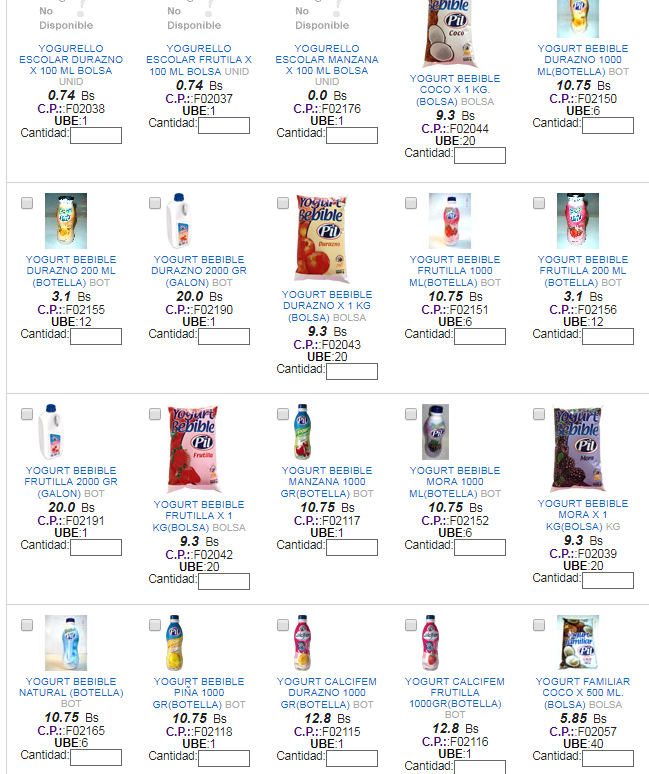 No
Disponible
No
Disponible
No
Disponible
YOGURELLO
ESCOLAR DURAZNO
X 100 ML BOLSA
UNID
0.74 Bs
C.P.::F02038
UBE:1
Cantidad:
YOGURELLO
ESCOLAR FRUTILA X
100 ML BOLSA UNID
0.74 Bs
C.P.::F02037
UBE:1
Cantidad:
YOGURELLO
ESCOLAR MANZANA
X 100 ML BOLSA
UNID
0.0 Bs
C.P.::F02176
UBE:1
Cantidad:
Bebible
Pil
Coco
YOGURT BEBIBLE
COCO X 1 KG.
(BOLSA) BOLSA
9.3 Bs
C.P.::F02044
UBE:20
Cantidad:
YOGURT BEBIBLE
DURAZNO 1000
ML(BOTELLA) BOT
10.75 Bs
C.P.::F02150
UBE:6
Cantidad:
YOGURT BEBIBLE
DURAZNO 200 ML
(BOTELLA) BOT
3.1 Bs
C.P.::F02155
UBE:12
Cantidad:
YOGURT BEBIBLE
DURAZNO 2000 GR
(GALON) BOT
20.0 Bs
C.P.::F02190
UBE:1
Cantidad:
Yogurt
Bebible
Pil
Durazno
YOGURT BEBIBLE
DURAZNO X 1 KG
(BOLSA) BOLSA
9.3 Bs
C.P.::F02043
UBE:20
Cantidad:
YOGURT BEBIBLE
FRUTILLA 1000
ML(BOTELLA) BOT
10.75 Bs
C.P.::F02151
UBE:6
Cantidad:
YOGURT BEBIBLE
FRUTILLA 200 ML
(BOTELLA) BOT
3.1 Bs
C.P.::F02156
UBE:12
Cantidad:
YOGURT BEBIBLE
FRUTILLA 2000 GR
(GALON) BOT
20.0 Bs
C.P.::F02191
UBE:1
Cantidad:
Yogurt
Bebible
Pil
Frutilla
YOGURT BEBIBLE
FRUTILLA X 1
KG(BOLSA) BOLSA
9.3 Bs
C.P.::F02042
UBE:20
Cantidad:
Pil
YOGURT BEBIBLE
MANZANA 1000
GR(BOTELLA) BOT
10.75 Bs
C.P.::F02117
UBE:1
Cantidad:
YOGURT BEBIBLE
MORA 1000
ML(BOTELLA) BOT
10.75 Bs
C.P.::F02152
UBE:6
Cantidad:
Yogurt
Bebible
Pil
Mora
YOGURT BEBIBLE
MORA X 1
KG(BOLSA) KG
9.3 Bs
C.P.::F02039
UBE:20
Cantidad:
YOGURT BEBIBLE
NATURAL (BOTELLA)
BOT
10.75 Bs
C.P.::F02165
UBE:6
Cantidad:
Pil
YOGURT BEBIBLE
PIÑA 1000
GR(BOTELLA) BOT
10.75 Bs
C.P.::F02118
UBE:1
Cantidad:
YOGURT CALCIFEM
DURAZNO 1000
GR(BOTELLA) BOT
12.8 Bs
C.P.::F02115
UBE:1
Cantidad:
YOGURT CALCIFEM
FRUTILLA
1000GR(BOTELLA)
BOT
12.8 Bs
C.P.::F02116
UBE:1
Cantidad:
Yogurt
Familiar
Pil
YOGURT FAMILIAR
COCO X 500 ML.
(BOLSA) BOLSA
5.85 Bs
C.P.::F02057
UBE:40
Cantidad: